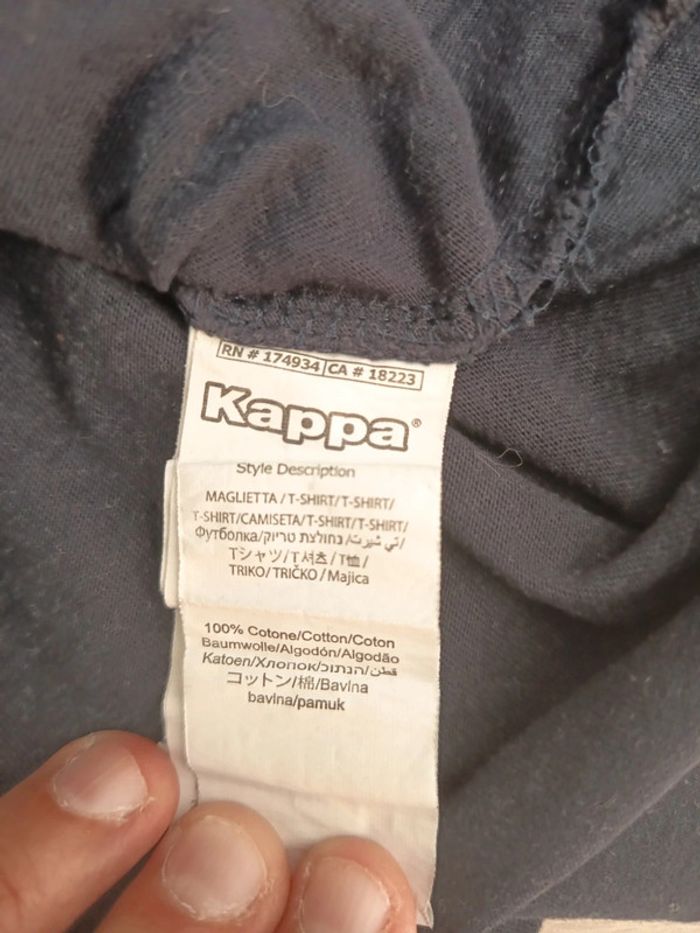 RN # 174934 CA # 18223
Kappa®
Style Description
MAGLIETTA/T-SHIRT/T-SHIRT/
T-SHIRT/CAMISETA/T-SHIRT/T-SHIRT/
Футболка/חולצת טריקו/تي شيرت/
Tシャツ/T셔츠/T恤/
TRIKO/TRIČKO/Majica
100% Cotone/Cotton/Coton
Baumwolle/Algodón/Algodão
Katoen/Хлопок/כותנה/قطن/
コットン/棉/Bavlna
bavlna/pamuk